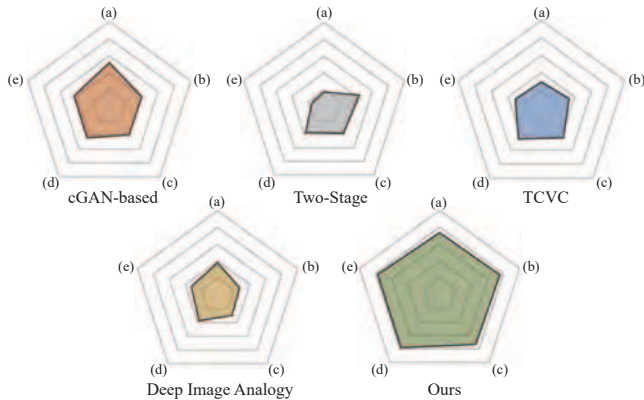 (a) (a) (a)
(e) (b) (e) (b) (e) (b)
(d) (c) (d) (c) (d) (c)
cGAN-based Two-Stage TCVC
(a) (a)
(e) (b) (e) (b)
(d) (c) (d) (c)
Deep Image Analogy Ours